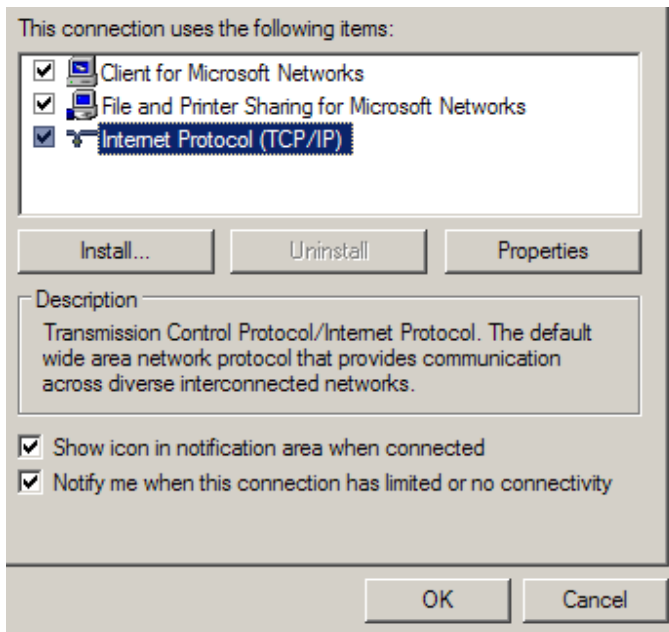 This connection uses the following items:
Client for Microsoft Networks
File and Printer Sharing for Microsoft Networks
Internet Protocol (TCP/IP)
Install... Uninstall Properties
Description
Transmission Control Protocol/Internet Protocol. The default
wide area network protocol that provides communication
across diverse interconnected networks.
Show icon in notification area when connected
Notify me when this connection has limited or no connectivity
OK Cancel